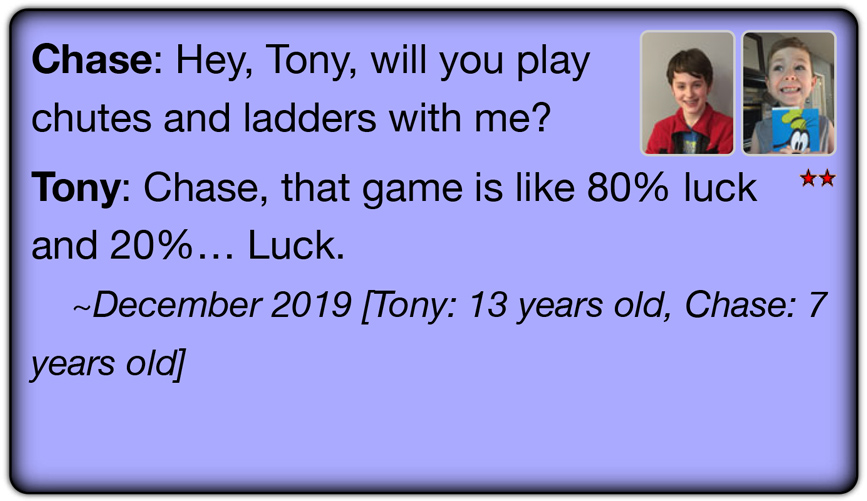 Chase: Hey, Tony, will you play
chutes and ladders with me?
Tony: Chase, that game is like 80% luck
and 20%... Luck.
~December 2019 [Tony: 13 years old, Chase: 7
years old]